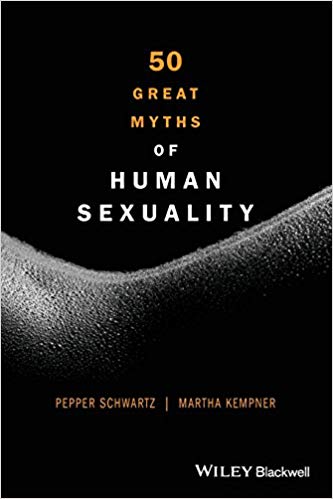 50
GREAT
MYTHS
OF
HUMAN
SEXUALITY
PEPPER SCHWARTZ | MARTHA KEMPNER
WILEY Blackwell